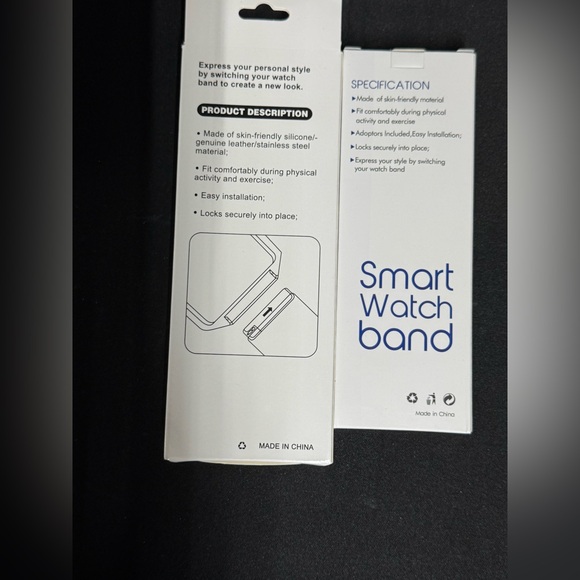 Express your personal style
by switching your watch
band to create a new look.
PRODUCT DESCRIPTION
• Made of skin-friendly silicone/-
genuine leather/stainless steel
material;
• Fit comfortably during physical
activity and exercise;
• Easy installation;
• Locks securely into place;
MADE IN CHINA
SPECIFICATION
▶Made of skin-friendly material
▶Fit comfortably during physical
activity and exercise
▶Adaptors Included,Easy Installation;
▶Locks securely into place;
▶Express your style by switching
your watch band
Smart
Watch
band
Made in China